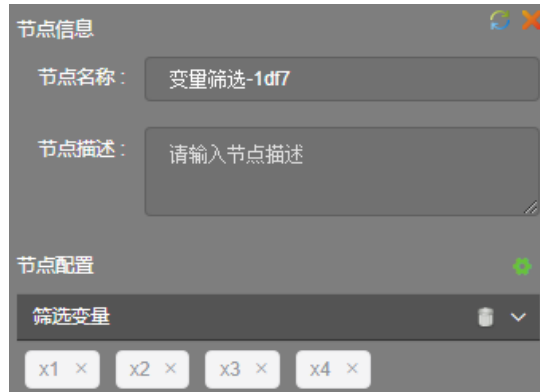 节点信息
节点名称： 变量筛选-1df7
节点描述： 请输入节点描述
节点配置
筛选变量
x1 × x2 × x3 × x4 ×